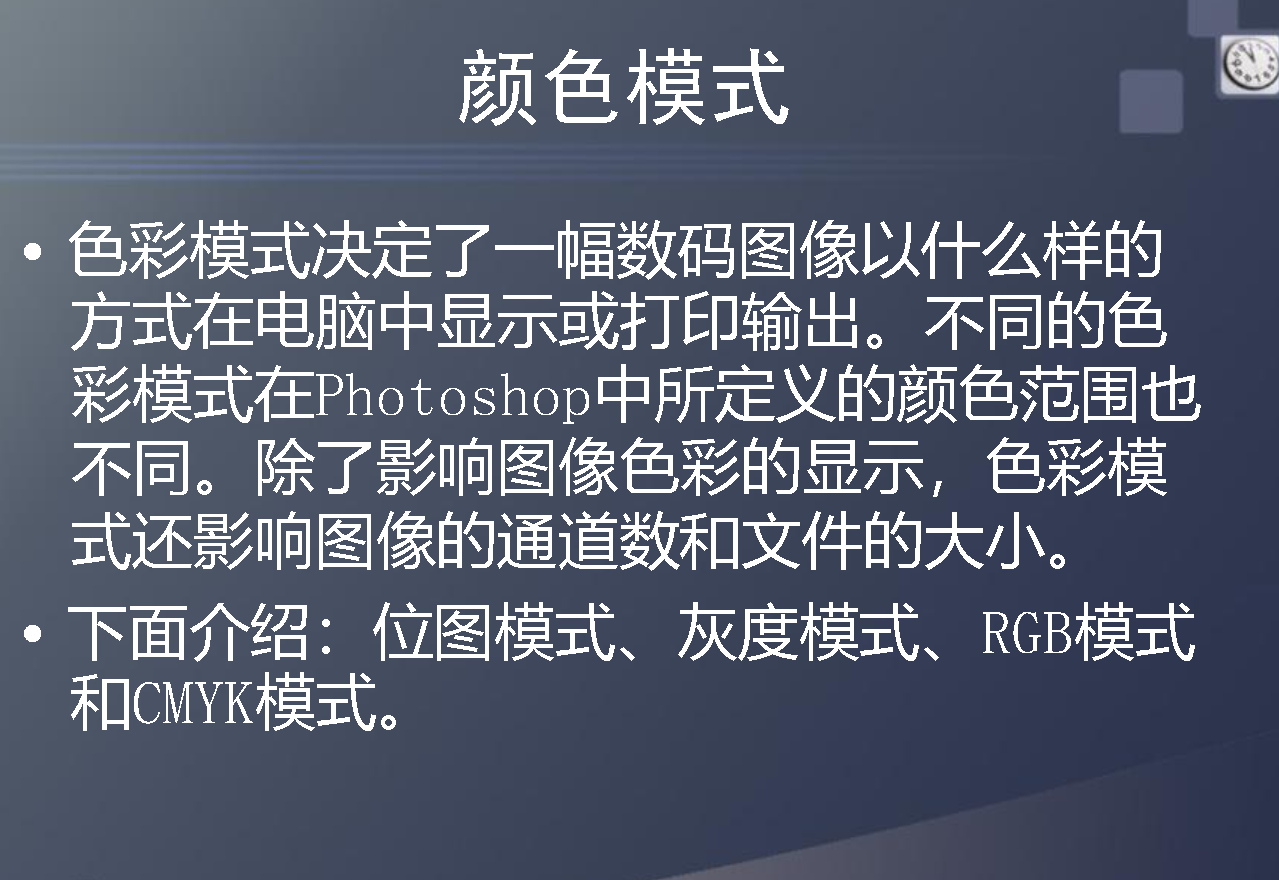 颜色模式
• 色彩模式决定了一幅数码图像以什么样的
方式在电脑中显示或打印输出。不同的色
彩模式在Photoshop中所定义的颜色范围也
不同。除了影响图像色彩的显示，色彩模
式还影响图像的通道数和文件的大小。
• 下面介绍：位图模式、灰度模式、RGB模式
和CMYK模式。